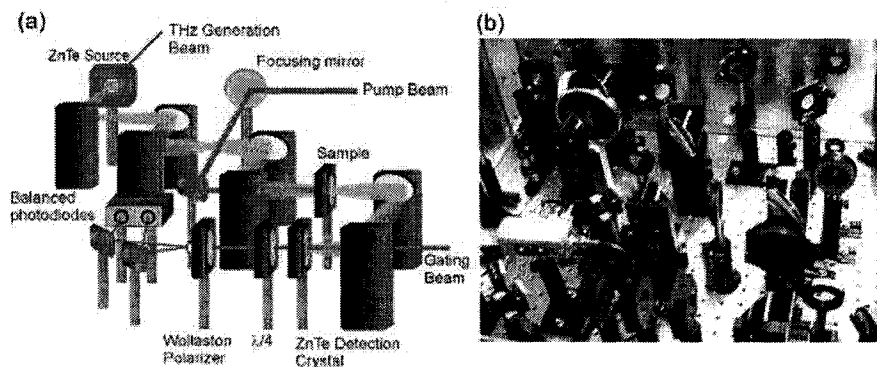 (a)
THz Generation
Beam
ZnTe Source
Focusing mirror
Pump Beam
Sample
Balanced
photodiodes
Gating
Beam
Wollaston
Polarizer
λ/4
ZnTe Detection
Crystal
(b)